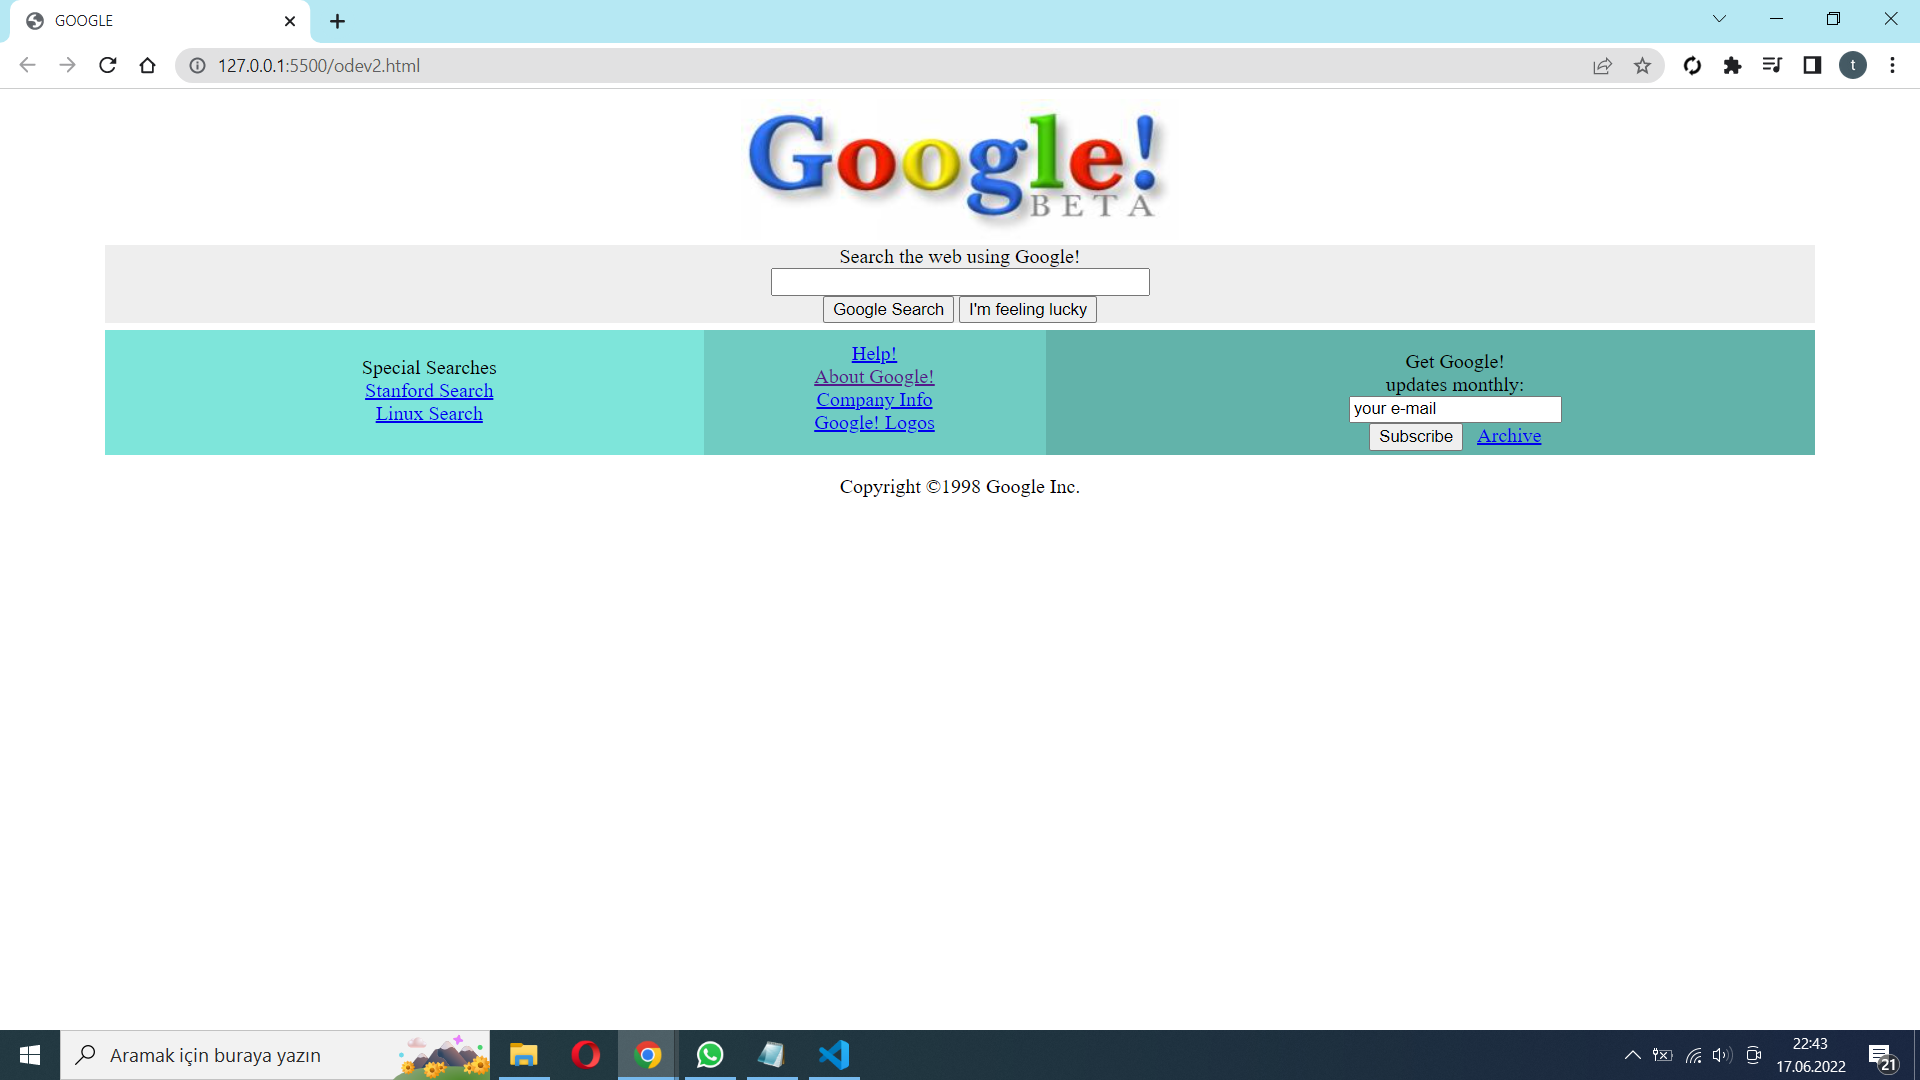 GOOGLE
127.0.0.1:5500/odev2.html
t
Google!
BETA
Search the web using Google!
Google Search I'm feeling lucky
Special Searches
Stanford Search
Linux Search
Help!
About Google!
Company Info
Google! Logos
Get Google!
updates monthly:
your e-mail
Subscribe Archive
Copyright ©1998 Google Inc.
Aramak için buraya yazın
22:43
17.06.2022
21